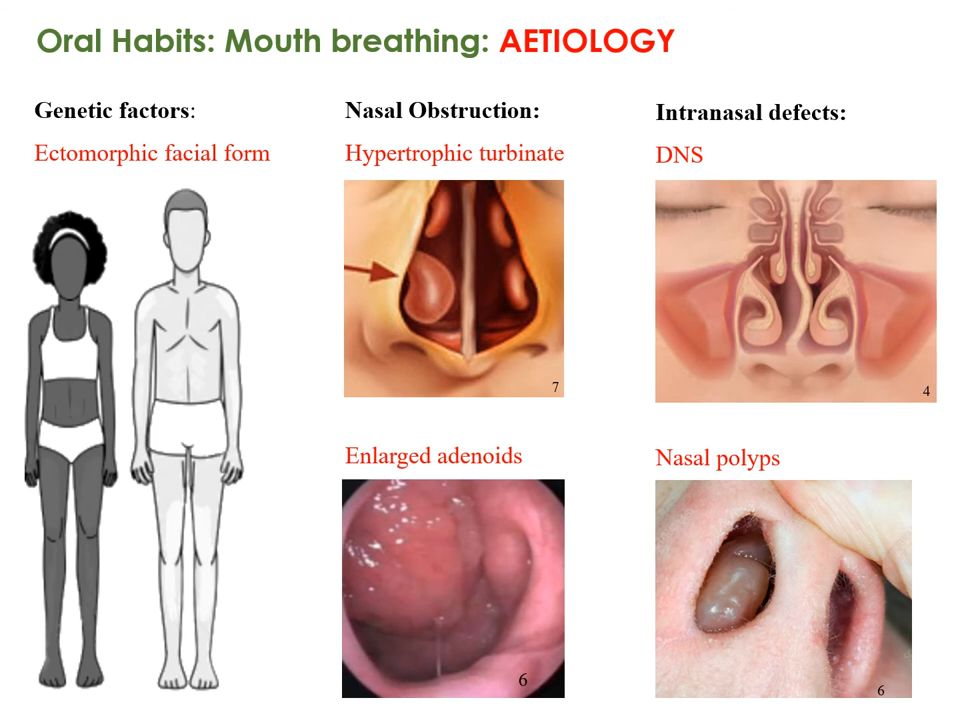 Oral Habits: Mouth breathing: AETIOLOGY
Genetic factors:
Ectomorphic facial form
Nasal Obstruction:
Hypertrophic turbinate
7
Enlarged adenoids
6
Intranasal defects:
DNS
4
Nasal polyps
6